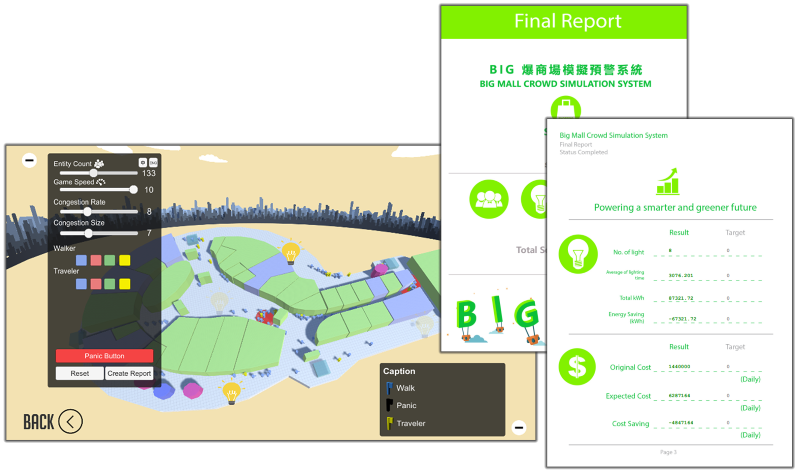 Final Report
BIG 爆商場模擬預警系統
BIG MALL CROWD SIMULATION SYSTEM
BIG
Big Mall Crowd Simulation System
Final Report
Status Completed
Powering a smarter and greener future
Result Target
No. of light 8 0
Average of lighting
time 3076.201 0
Total kWh 87321.72 0
Energy Saving
(kWh) -87321.72 0
Result Target
Original Cost 1440000
(Daily)
Expected Cost 6287164
(Daily)
Cost Saving -4847164
(Daily)
Page 3
Entity Count 133
Game Speed 10
Congestion Rate 8
Congestion Size 7
Walker
Traveler
Panic Button
Reset Create Report
BACK
Caption
Walk
Panic
Traveler